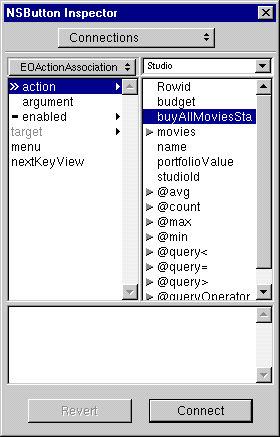 NSButton Inspector
Connections
EOActionAssociation
Studio
action
argument
enabled
target
menu
nextKeyView
Rowid
budget
buyAllMoviesSta
movies
name
portfolioValue
studioId
@avg
@count
@max
@min
@query<
@query=
@query>
@queryOperator
Revert
Connect